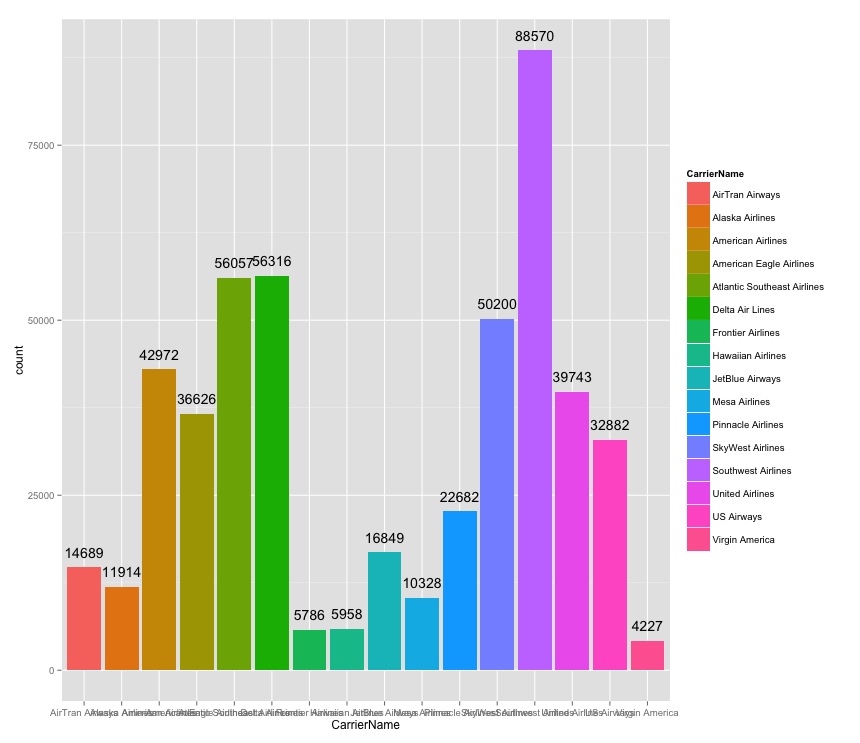 88570
75000
CarrierName
AirTran Airways
Alaska Airlines
American Airlines
American Eagle Airlines
Atlantic Southeast Airlines
Delta Air Lines
Frontier Airlines
Hawaiian Airlines
JetBlue Airways
Mesa Airlines
Pinnacle Airlines
SkyWest Airlines
Southwest Airlines
United Airlines
US Airways
Virgin America
56057
56316
50000
50200
count
42972
36626
39743
32882
25000
22682
14689
11914
16849
10328
5786
5958
4227
0
AirTran
Virgin America
CarrierName